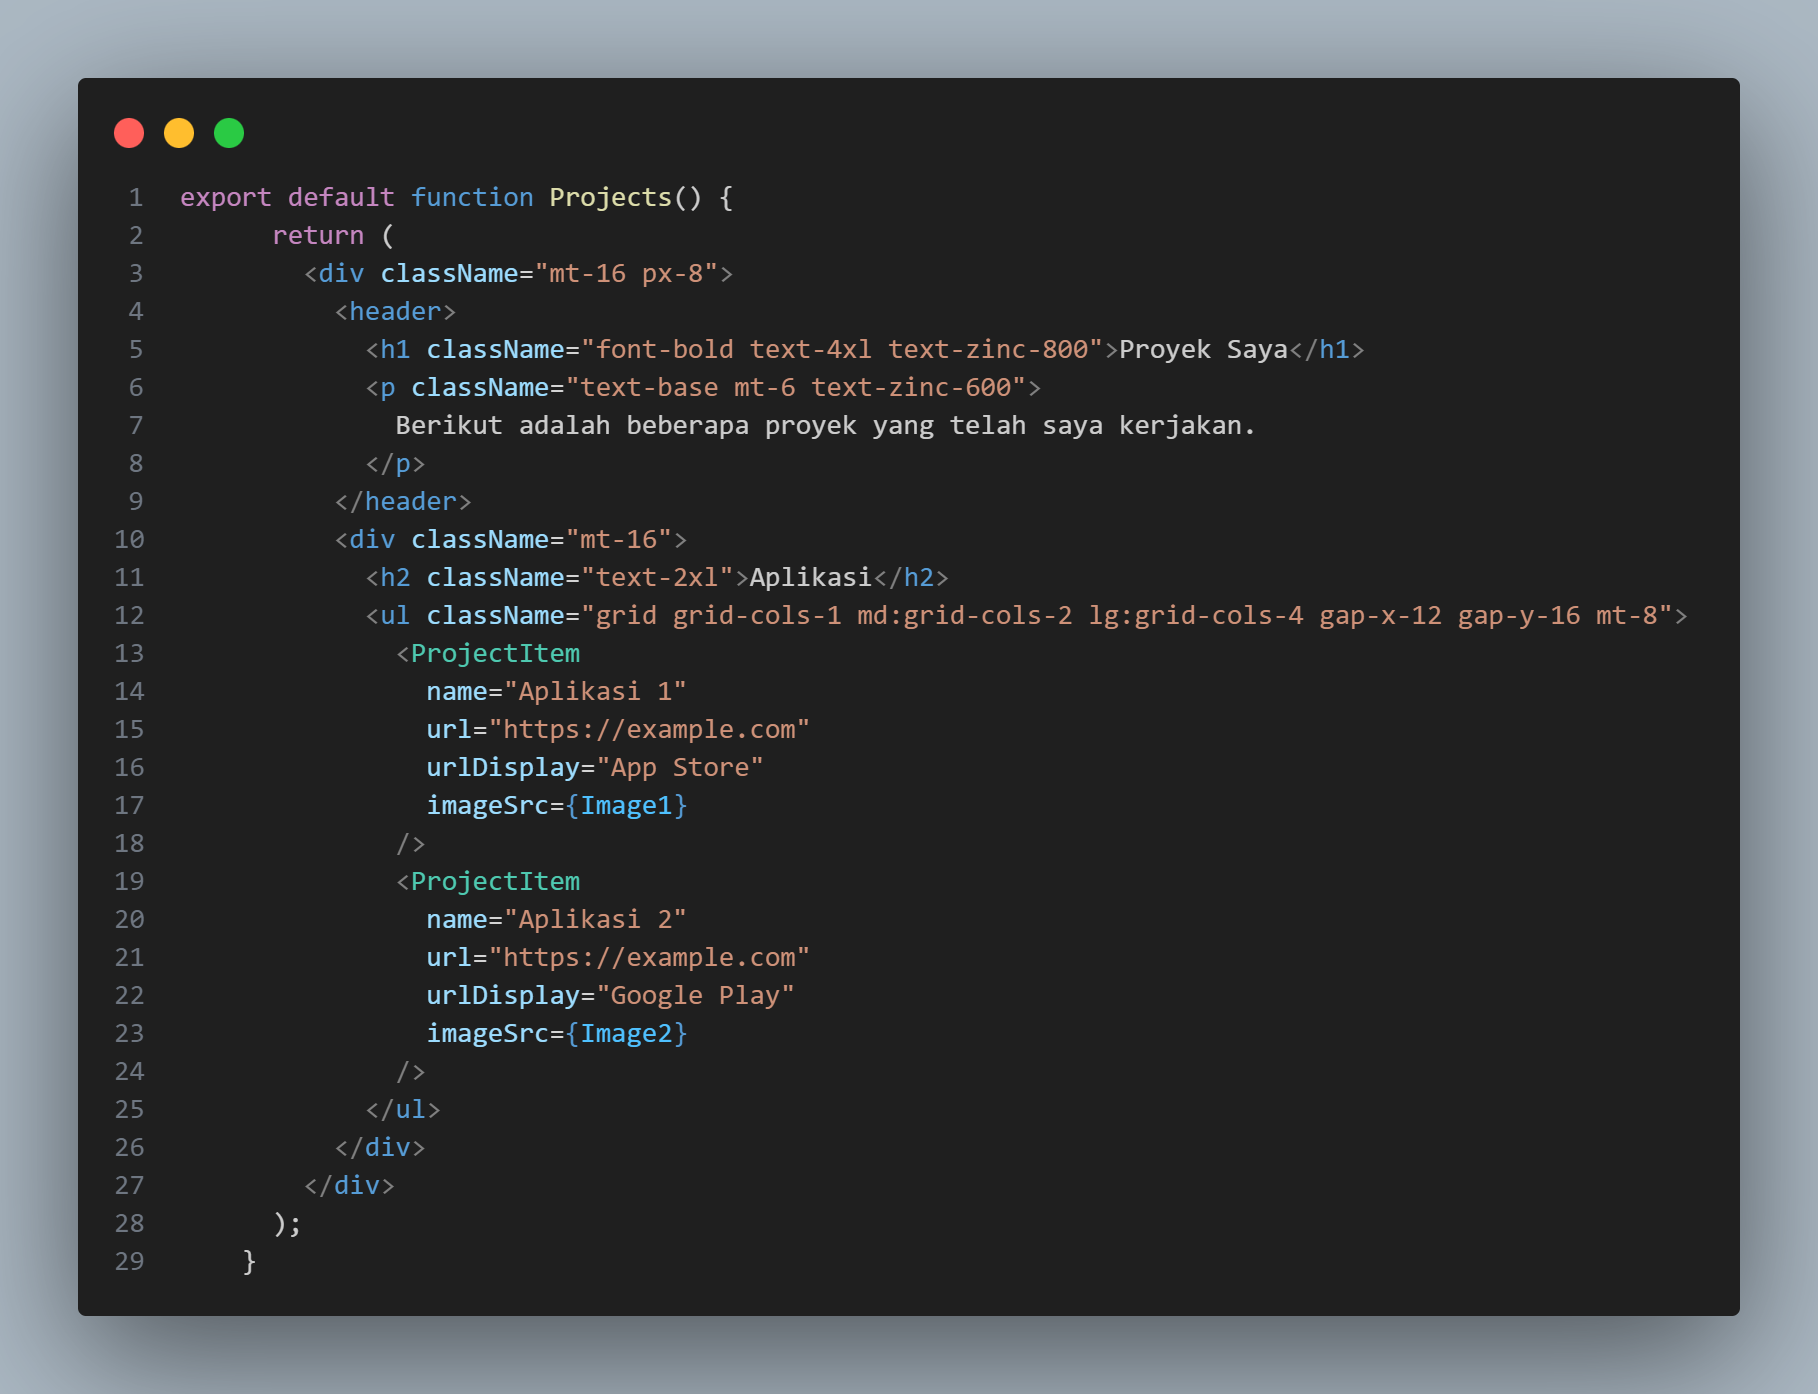 1 export default function Projects() {
2 return (
3 <div className="mt-16 px-8">
4 <header>
5 <h1 className="font-bold text-4xl text-zinc-800">Proyek Saya</h1>
6 <p className="text-base mt-6 text-zinc-600">
7 Berikut adalah beberapa proyek yang telah saya kerjakan.
8 </p>
9 </header>
10 <div className="mt-16">
11 <h2 className="text-2xl">Aplikasi</h2>
12 <ul className="grid grid-cols-1 md:grid-cols-2 lg:grid-cols-4 gap-x-12 gap-y-16 mt-8">
13 <ProjectItem
14 name="Aplikasi 1"
15 url="https://example.com"
16 urlDisplay="App Store"
17 imageSrc={Image1}
18 />
19 <ProjectItem
20 name="Aplikasi 2"
21 url="https://example.com"
22 urlDisplay="Google Play"
23 imageSrc={Image2}
24 />
25 </ul>
26 </div>
27 </div>
28 );
29 }